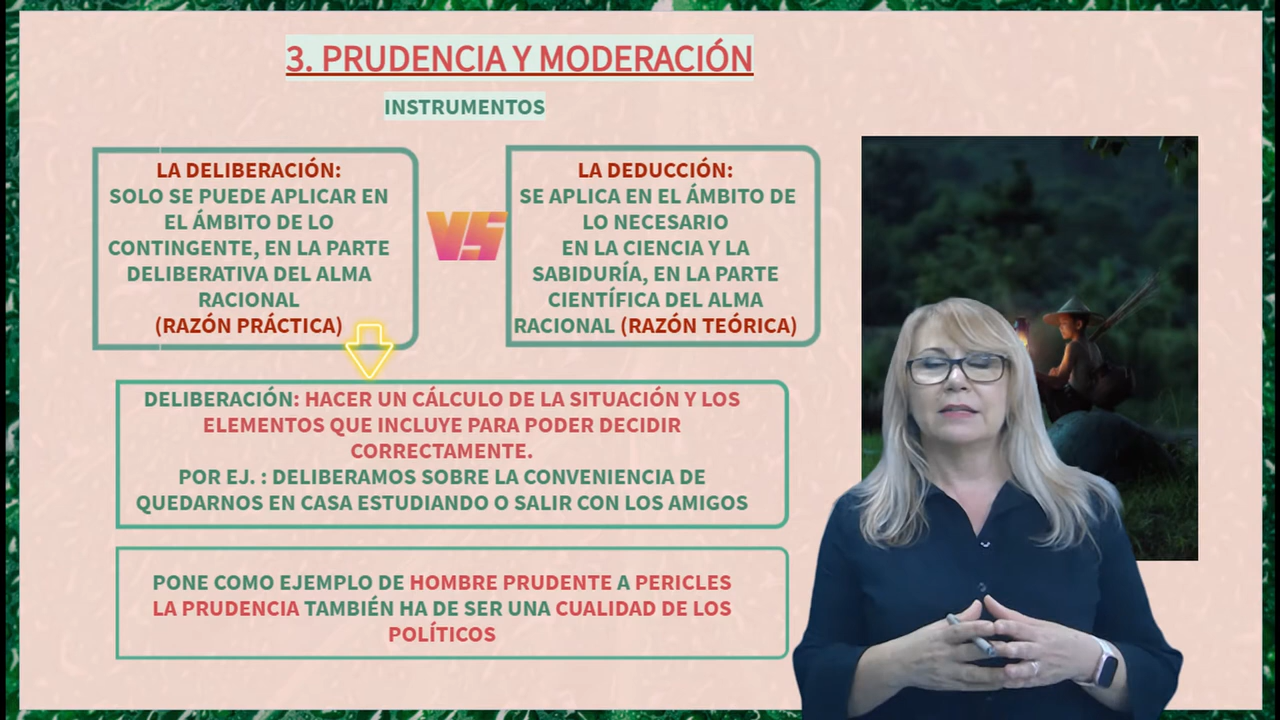 3. PRUDENCIA Y MODERACIÓN
INSTRUMENTOS
LA DELIBERACIÓN:
SOLO SE PUEDE APLICAR EN
EL ÁMBITO DE LO
CONTINGENTE, EN LA PARTE
DELIBERATIVA DEL ALMA
RACIONAL
(RAZÓN PRÁCTICA)
VS
LA DEDUCCIÓN:
SE APLICA EN EL ÁMBITO DE
LO NECESARIO
EN LA CIENCIA Y LA
SABIDURÍA, EN LA PARTE
CIENTÍFICA DEL ALMA
RACIONAL (RAZÓN TEÓRICA)
DELIBERACIÓN: HACER UN CÁLCULO DE LA SITUACIÓN Y LOS
ELEMENTOS QUE INCLUYE PARA PODER DECIDIR
CORRECTAMENTE.
POR EJ. : DELIBERAMOS SOBRE LA CONVENIENCIA DE
QUEDARNOS EN CASA ESTUDIANDO O SALIR CON LOS AMIGOS
PONE COMO EJEMPLO DE HOMBRE PRUDENTE A PERICLES
LA PRUDENCIA TAMBIÉN HA DE SER UNA CUALIDAD DE LOS
POLÍTICOS